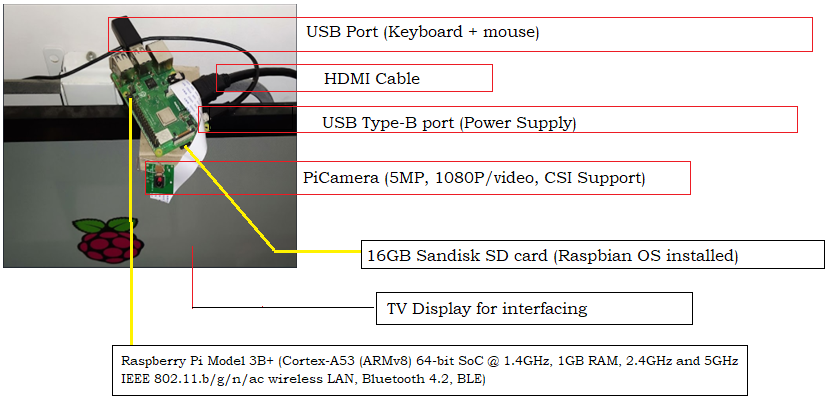 USB Port (Keyboard + mouse)
HDMI Cable
USB Type-B port (Power Supply)
PiCamera (5MP, 1080P/video, CSI Support)
16GB Sandisk SD card (Raspbian OS installed)
TV Display for interfacing
Raspberry Pi Model 3B+ (Cortex-A53 (ARMv8) 64-bit SoC @ 1.4GHz, 1GB RAM, 2.4GHz and 5GHz
IEEE 802.11.b/g/n/ac wireless LAN, Bluetooth 4.2, BLE)